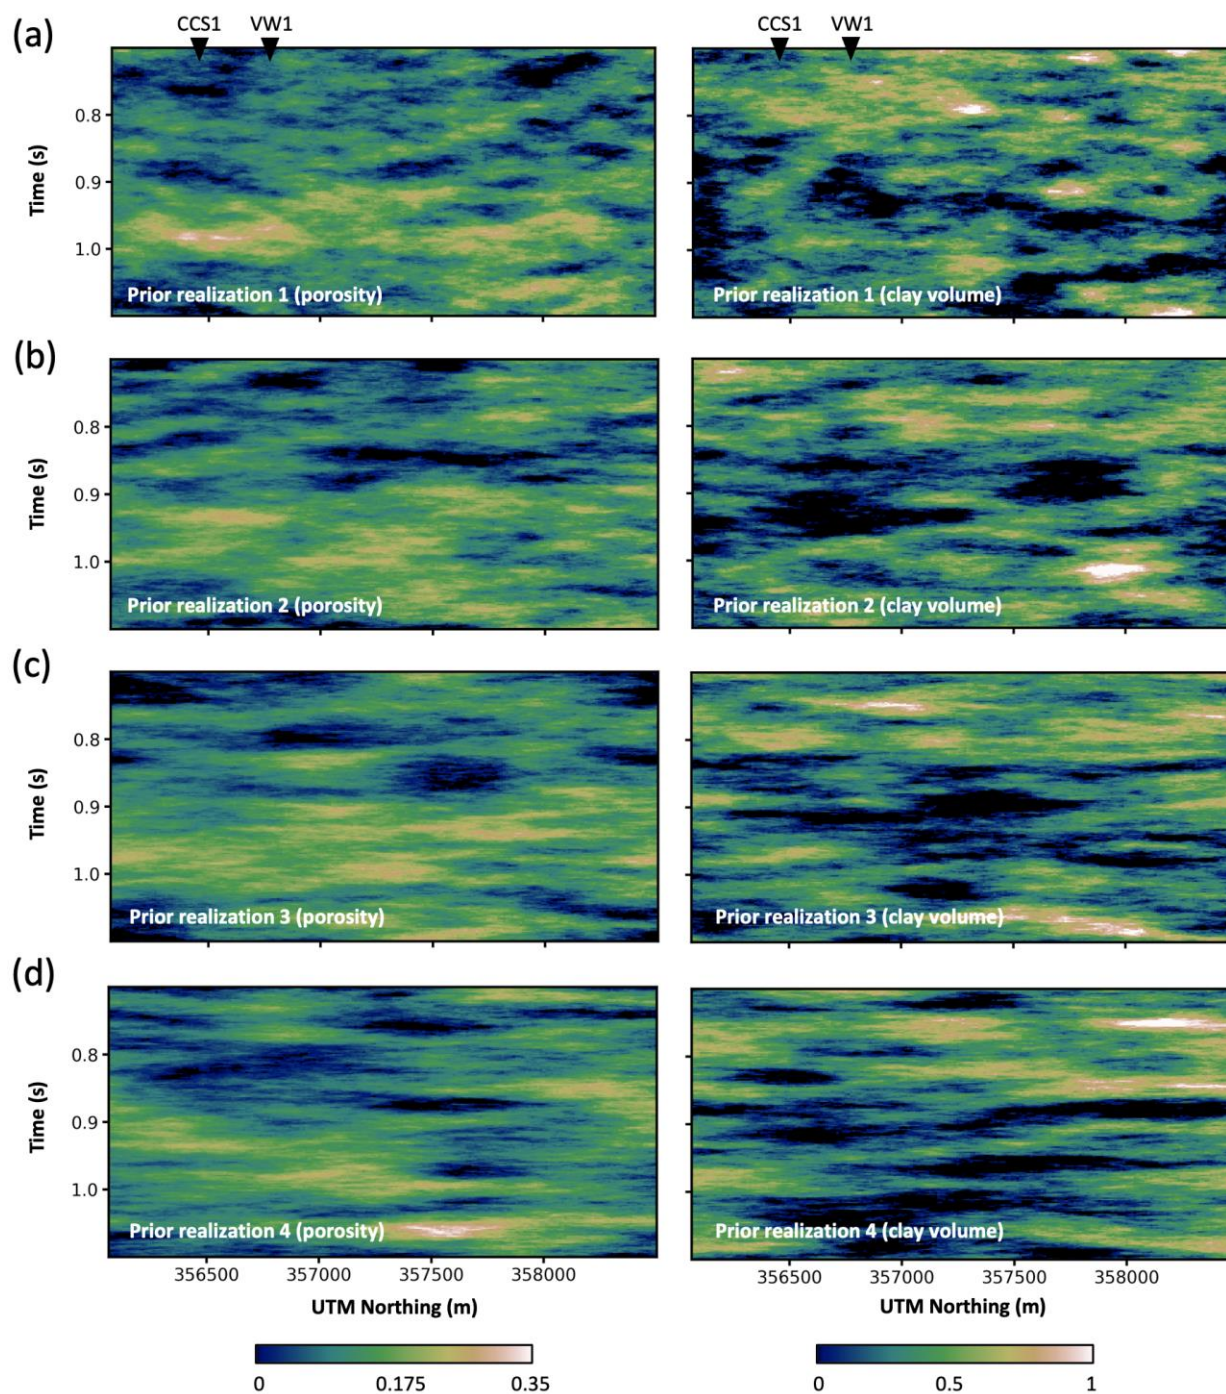 (a) CCS1 VW1 CCS1 VW1
Time (s)
0.8
0.9
1.0
Prior realization 1 (porosity) Prior realization 1 (clay volume)
(b)
Time (s)
0.8
0.9
1.0
Prior realization 2 (porosity) Prior realization 2 (clay volume)
(c)
Time (s)
0.8
0.9
1.0
Prior realization 3 (porosity) Prior realization 3 (clay volume)
(d)
Time (s)
0.8
0.9
1.0
Prior realization 4 (porosity) Prior realization 4 (clay volume)
356500 357000 357500 358000 356500 357000 357500 358000
UTM Northing (m) UTM Northing (m)
0 0.175 0.35 0 0.5 1